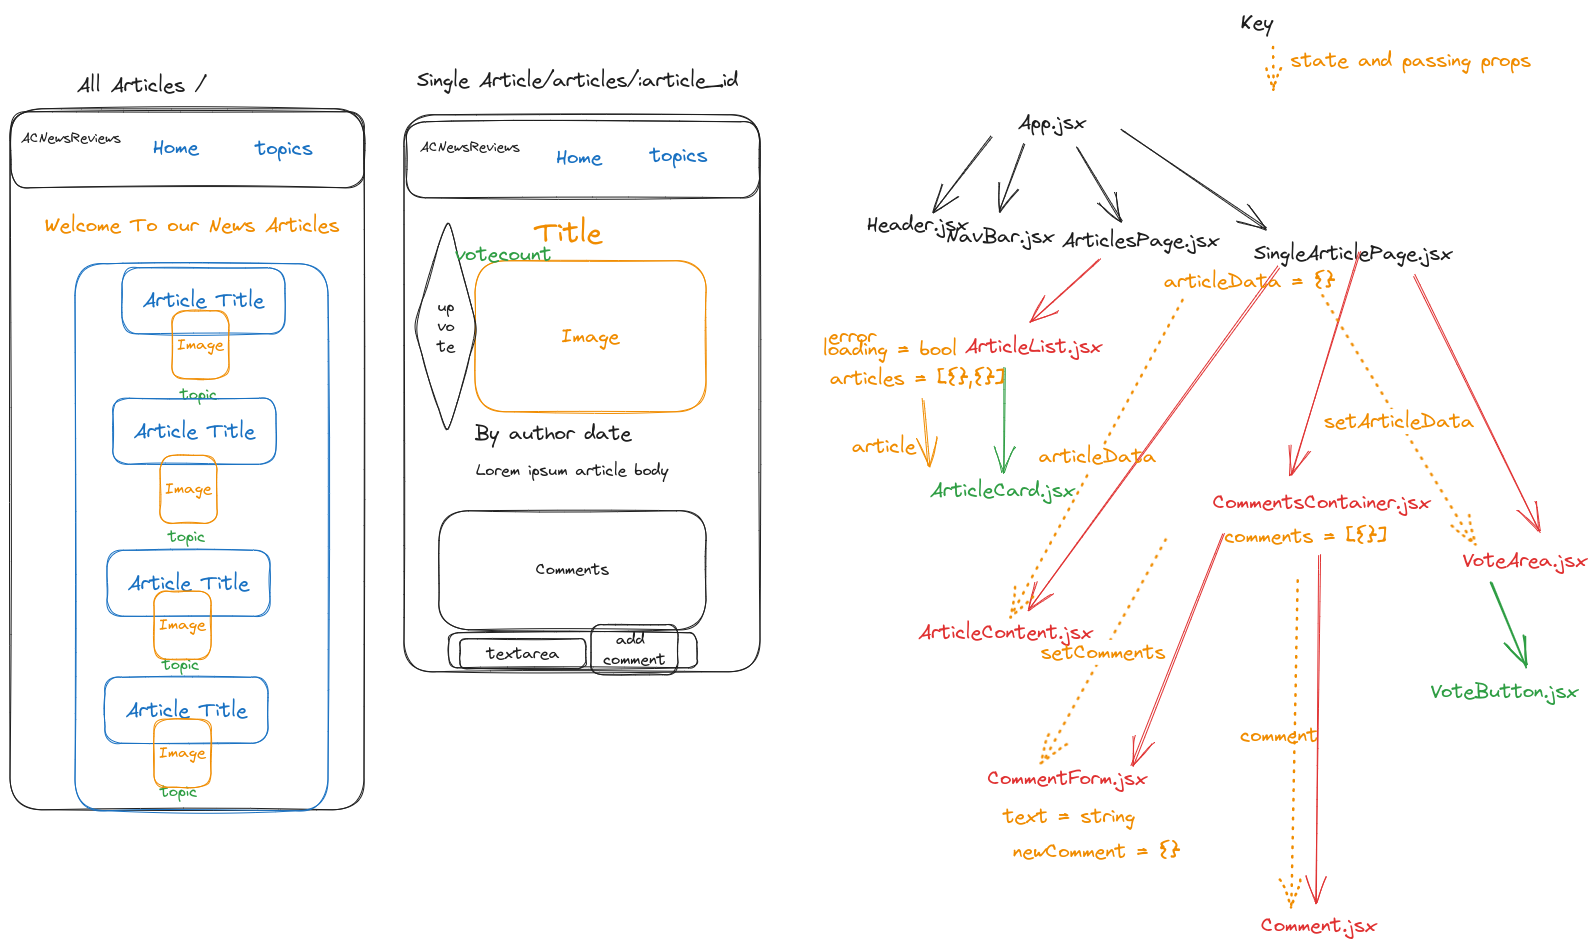 All Articles /
ACNewsReviews
Home
topics
Welcome To our News Articles
Article Title
Image
topic
Article Title
Image
topic
Article Title
Image
topic
Article Title
Image
topic
Single Article/articles/:article_id
ACNewsReviews
Home
topics
Title
votecount
up
vo
te
Image
By author date
Lorem ipsum article body
Comments
textarea
add
comment
Key
state and passing props
App.jsx
Header.jsx
NavBar.jsx
ArticlesPage.jsx
SingleArticlePage.jsx
articleData = {}
error
loading = bool
ArticleList.jsx
articles = [{},{}]
article
ArticleCard.jsx
articleData
setArticleData
CommentsContainer.jsx
comments = [{}]
VoteArea.jsx
ArticleContent.jsx
setComments
VoteButton.jsx
comment
CommentForm.jsx
text = string
newComment = {}
Comment.jsx